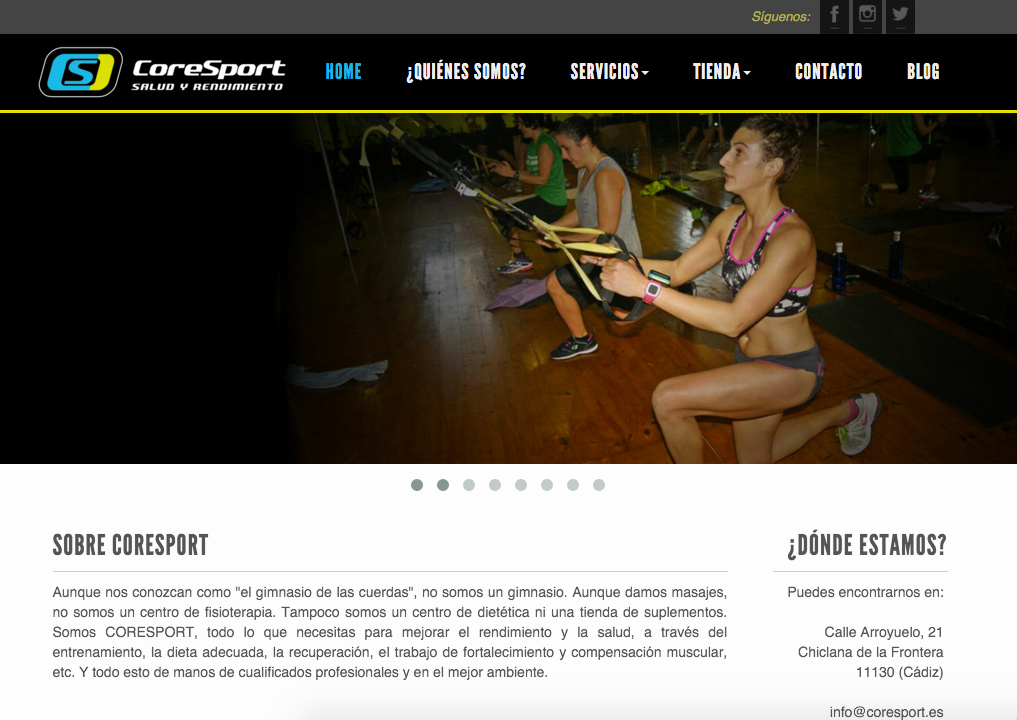 Síguenos:
CoreSport
SALUD Y RENDIMIENTO
HOME
¿QUIÉNES SOMOS?
SERVICIOS
TIENDA
CONTACTO
BLOG
SOBRE CORESPORT
Aunque nos conozcan como "el gimnasio de las cuerdas", no somos un gimnasio. Aunque damos masajes,
no somos un centro de fisioterapia. Tampoco somos un centro de dietética ni una tienda de suplementos.
Somos CORESPORT, todo lo que necesitas para mejorar el rendimiento y la salud, a través del
entrenamiento, la dieta adecuada, la recuperación, el trabajo de fortalecimiento y compensación muscular,
etc. Y todo esto de manos de cualificados profesionales y en el mejor ambiente.
¿DÓNDE ESTAMOS?
Puedes encontrarnos en:
Calle Arroyuelo, 21
Chiclana de la Frontera
11130 (Cádiz)
info@coresport.es